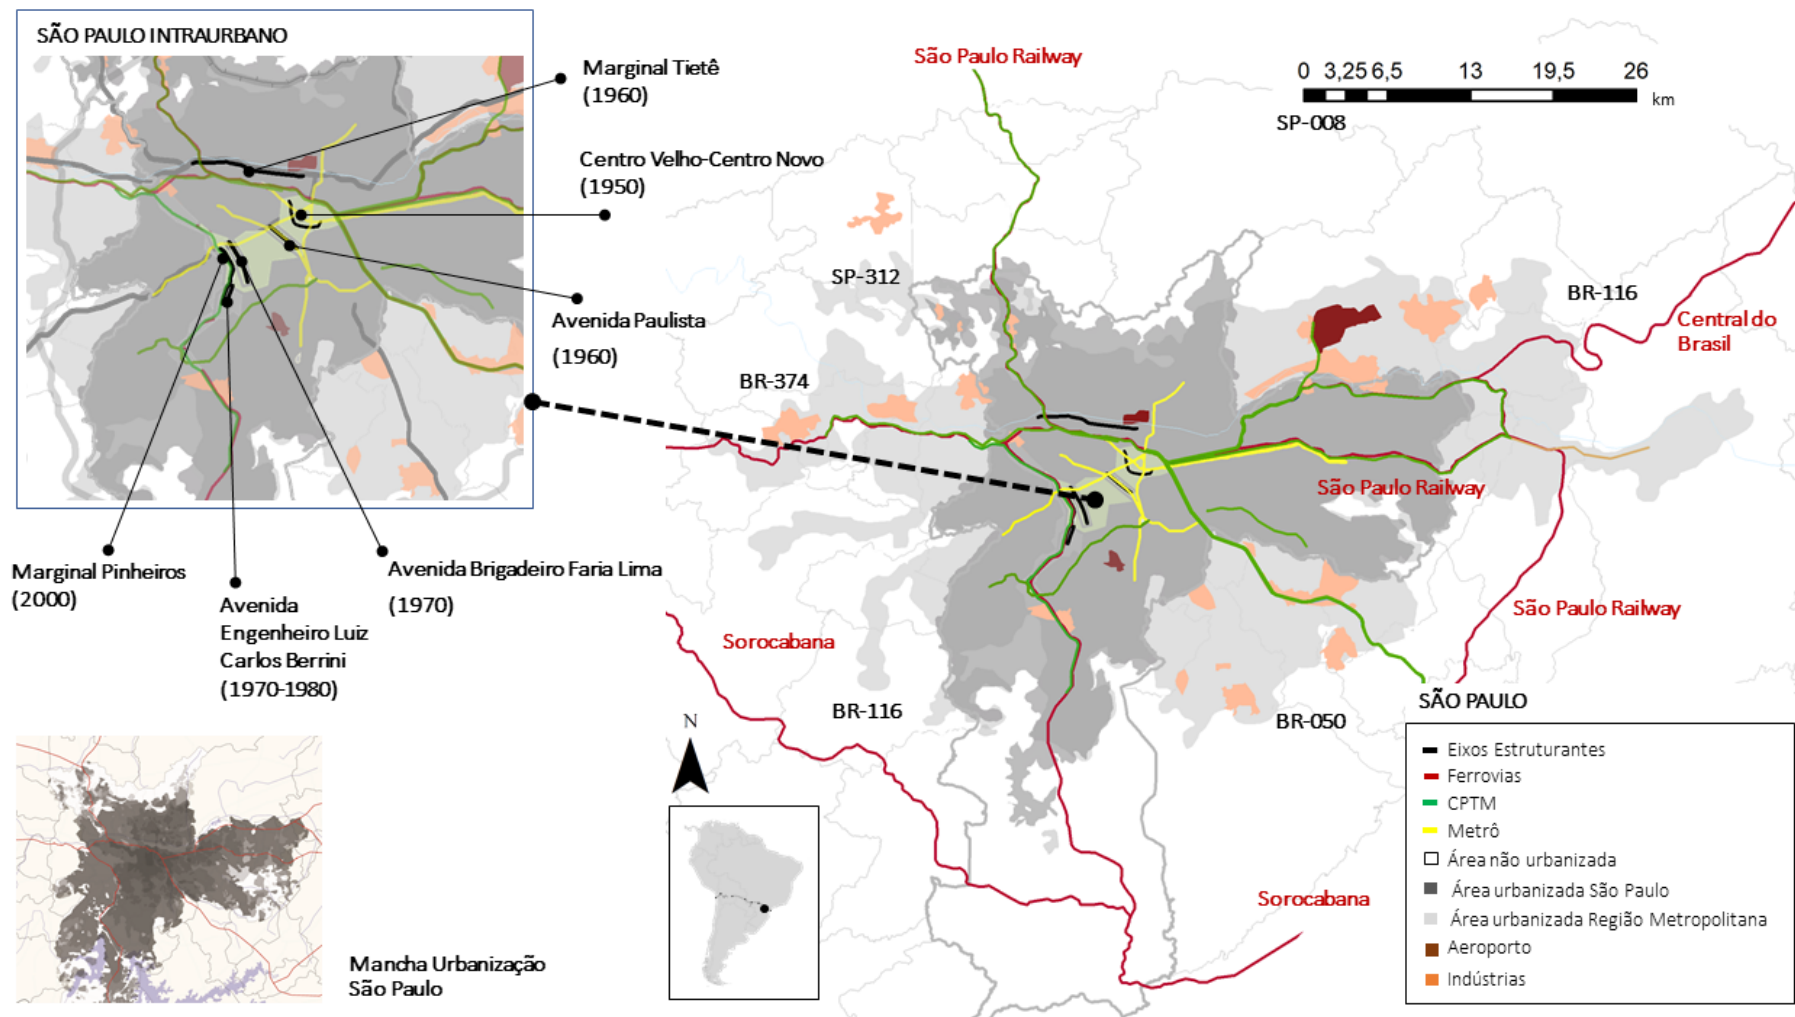 SÃO PAULO INTRAURBANO
Marginal Tietê
(1960)
Centro Velho-Centro Novo
(1950)
Avenida Paulista
(1960)
Marginal Pinheiros
(2000)
Avenida
Engenheiro Luiz
Carlos Berrini
(1970-1980)
Avenida Brigadeiro Faria Lima
(1970)
Mancha Urbanização
São Paulo
São Paulo Railway
0 3,25 6,5 13 19,5 26
km
SP-008
SP-312
BR-116
Central do
Brasil
BR-374
São Paulo Railway
São Paulo Railway
Sorocabana
BR-116
BR-050
N
Sorocabana
SÃO PAULO
Eixos Estruturantes
Ferrovias
CPTM
Metrô
Área não urbanizada
Área urbanizada São Paulo
Área urbanizada Região Metropolitana
Aeroporto
Indústrias